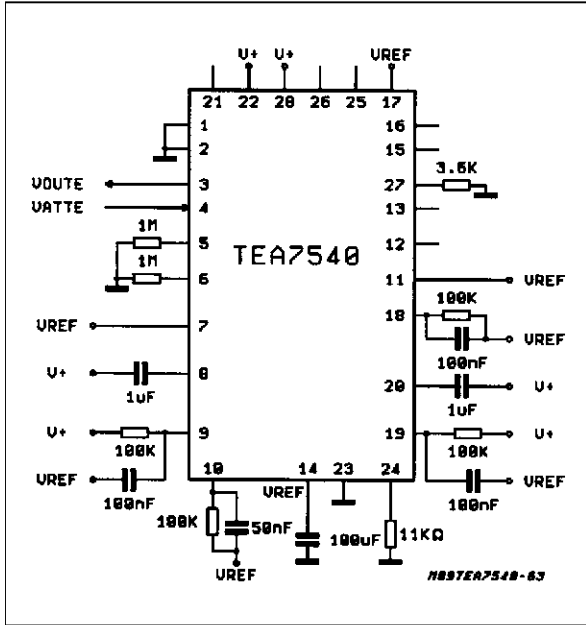 V+ V+ VREF
21 22 28 26 25 17
1 16
2 15
3.6K
VOUTE 3 27
VATTE 4 13
1M
5 12
1M TEA7540
6 11 VREF
100K
18
VREF 7 VREF
100nF
V+ 8 20 V+
1uF 1uF
V+ 9 19 V+
100K 100K
10 14 23 24
VREF VREF VREF
100nF 100nF
100K 50nF 100uF 11KΩ
VREF
M89TEA7540-63